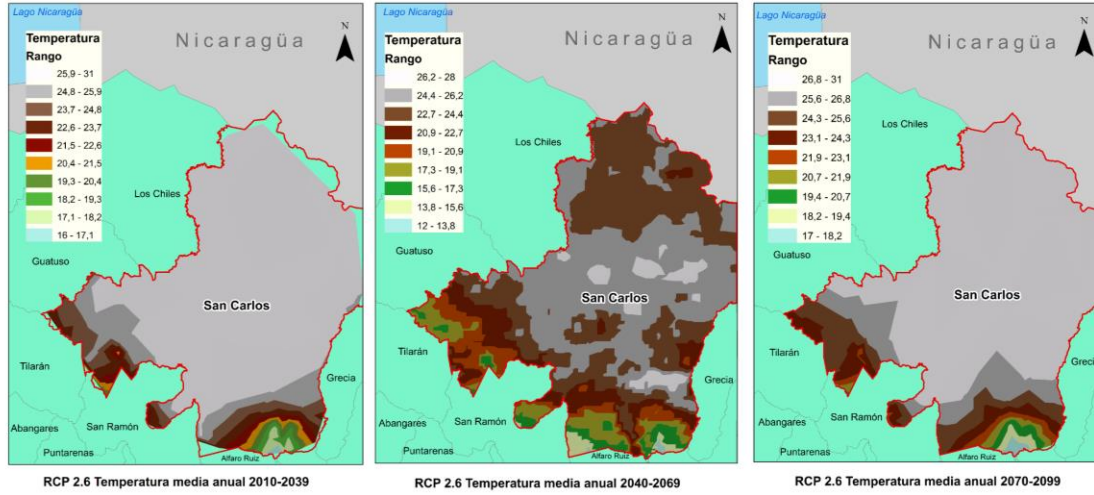 Lago Nicaragüa
Nicaragüa
N
Temperatura
Rango
25,9 - 31
24,8 - 25,9
23,7 - 24,8
22,6 - 23,7
21,5 - 22,6
20,4 - 21,5
19,3 - 20,4
18,2 - 19,3
17,1 - 18,2
16 - 17,1
Los Chiles
Guatuso
San Carlos
Tilarán
Grecia
San Ramón
Abangares
Puntarenas
Alfaro Ruiz
RCP 2.6 Temperatura media anual 2010-2039
Lago Nicaragüa
Nicaragüa
N
Temperatura
Rango
26,2 - 28
24,4 - 26,2
22,7 - 24,4
20,9 - 22,7
19,1 - 20,9
17,3 - 19,1
15,6 - 17,3
13,8 - 15,6
12 - 13,8
Los Chiles
Guatuso
San Carlos
Tilarán
Grecia
San Ramón
Abangares
Puntarenas
Alfaro Ruiz
RCP 2.6 Temperatura media anual 2040-2069
Lago Nicaragüa
Nicaragüa
N
Temperatura
Rango
26,8 - 31
25,6 - 26,8
24,3 - 25,6
23,1 - 24,3
21,9 - 23,1
20,7 - 21,9
19,4 - 20,7
18,2 - 19,4
17 - 18,2
Los Chiles
Guatuso
San Carlos
Tilarán
Grecia
San Ramón
Abangares
Puntarenas
Alfaro Ruiz
RCP 2.6 Temperatura media anual 2070-2099